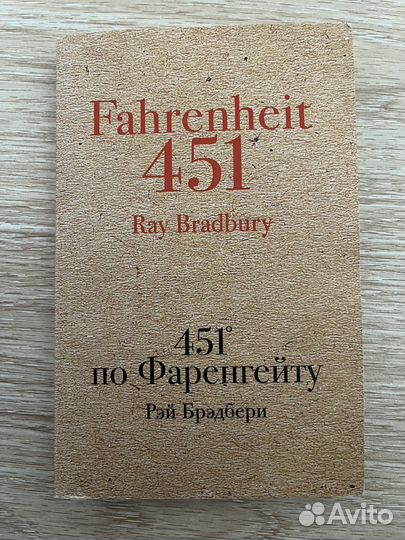 Fahrenheit
451
Ray Bradbury
451°
по Фаренгейту
Рэй Брэдбери
Avito